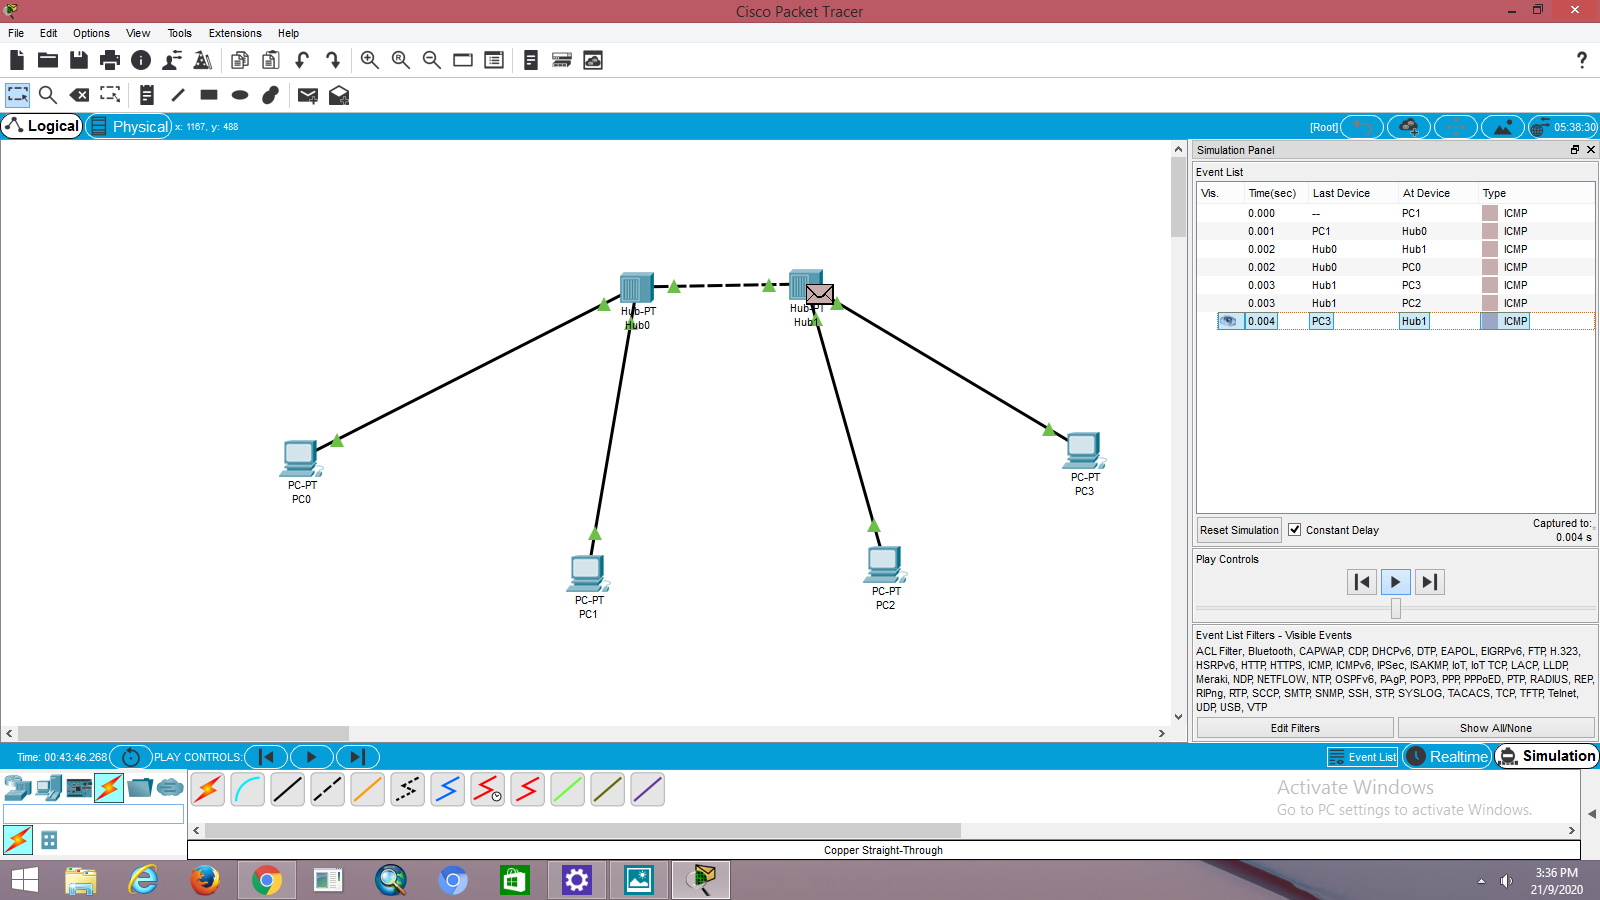 Cisco Packet Tracer
File Edit Options View Tools Extensions Help
?
Logical Physical x: 1167, y: 488 [Root] 05:38:30
Simulation Panel
Event List
Vis. Time(sec) Last Device At Device Type
0.000 -- PC1 ICMP
0.001 PC1 Hub0 ICMP
0.002 Hub0 Hub1 ICMP
0.002 Hub0 PC0 ICMP
0.003 Hub1 PC3 ICMP
0.003 Hub1 PC2 ICMP
0.004 PC3 Hub1 ICMP
Hub-PT
Hub0
Hub-PT
Hub1
PC-PT
PC0
PC-PT
PC1
PC-PT
PC2
PC-PT
PC3
Reset Simulation Constant Delay Captured to:
0.004 s
Play Controls
Event List Filters - Visible Events
ACL Filter, Bluetooth, CAPWAP, CDP, DHCPv6, DTP, EAPOL, EIGRPv6, FTP, H.323,
HSRPv6, HTTP, HTTPS, ICMP, ICMPv6, IPSec, ISAKMP, IoT, IoT TCP, LACP, LLDP,
Meraki, NDP, NETFLOW, NTP, OSPFv6, PAgP, POP3, PPP, PPPoED, PTP, RADIUS, REP,
RIPng, RTP, SCCP, SMTP, SNMP, SSH, STP, SYSLOG, TACACS, TCP, TFTP, Telnet,
UDP, USB, VTP
Edit Filters Show All/None
Time: 00:43:46.268 PLAY CONTROLS: Event List Realtime Simulation
Activate Windows
Go to PC settings to activate Windows.
Copper Straight-Through
3:36 PM
21/9/2020